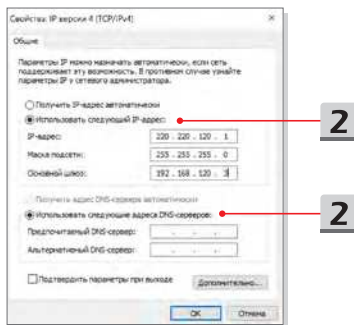 Свойства: IP версии 4 (TCP/IPv4)
Общие
Параметры IP можно назначать автоматически, если сеть
поддерживает эту возможность. В противном случае узнайте
параметры IP у сетевого администратора.
Получить IP-адрес автоматически
Использовать следующий IP-адрес:
2
IP-адрес: 220 . 220 . 120 . 1
Маска подсети: 255 . 255 . 255 . 0
Основной шлюз: 192 . 168 . 120 . 3
Получить адрес DNS-сервера автоматически
Использовать следующие адреса DNS-серверов:
2
Предпочитаемый DNS-сервер: . . .
Альтернативный DNS-сервер: . . .
Подтвердить параметры при выходе
Дополнительно...
OK Отмена